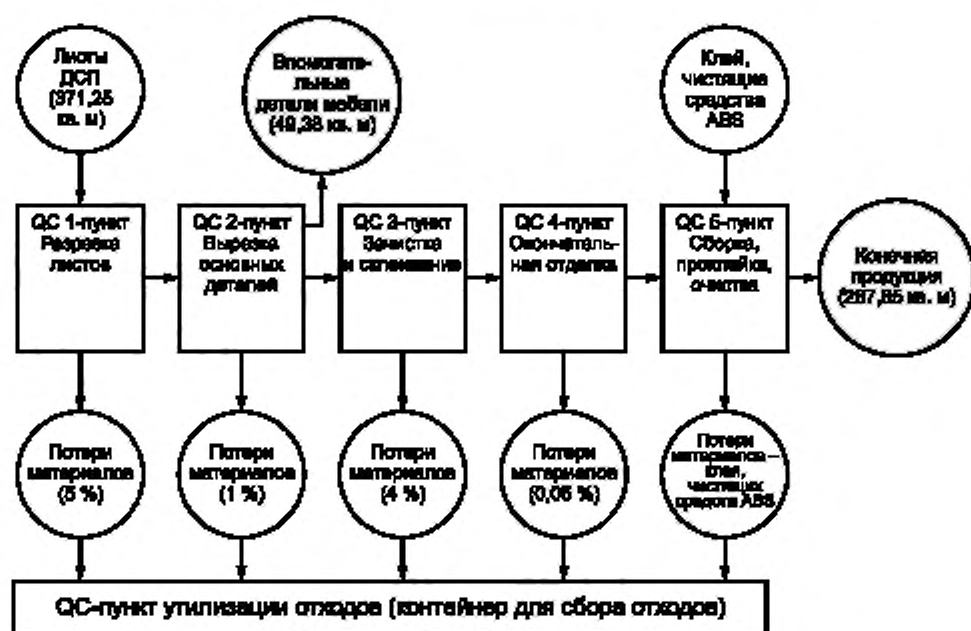 Листы
ДСП
(371,25
кв. м)
Вспомогате-
льные
детали мебели
(49,38 кв. м)
Клей,
чистящие
средства
ABS
QC 1-пункт
Разрезка
листов
QC 2-пункт
Вырезка
основных
деталей
QC 3-пункт
Зачистка
и склеивание
QC 4-пункт
Окончатель-
ная отделка
QC 5-пункт
Сборка,
проклейка,
очистка
Конечная
продукция
(287,85 кв. м)
Потери
материалов
(5 %)
Потери
материалов
(1 %)
Потери
материалов
(4 %)
Потери
материалов
(0,05 %)
Потери
материалов –
клея,
чистящих
средств ABS
QC-пункт утилизации отходов (контейнер для сбора отходов)